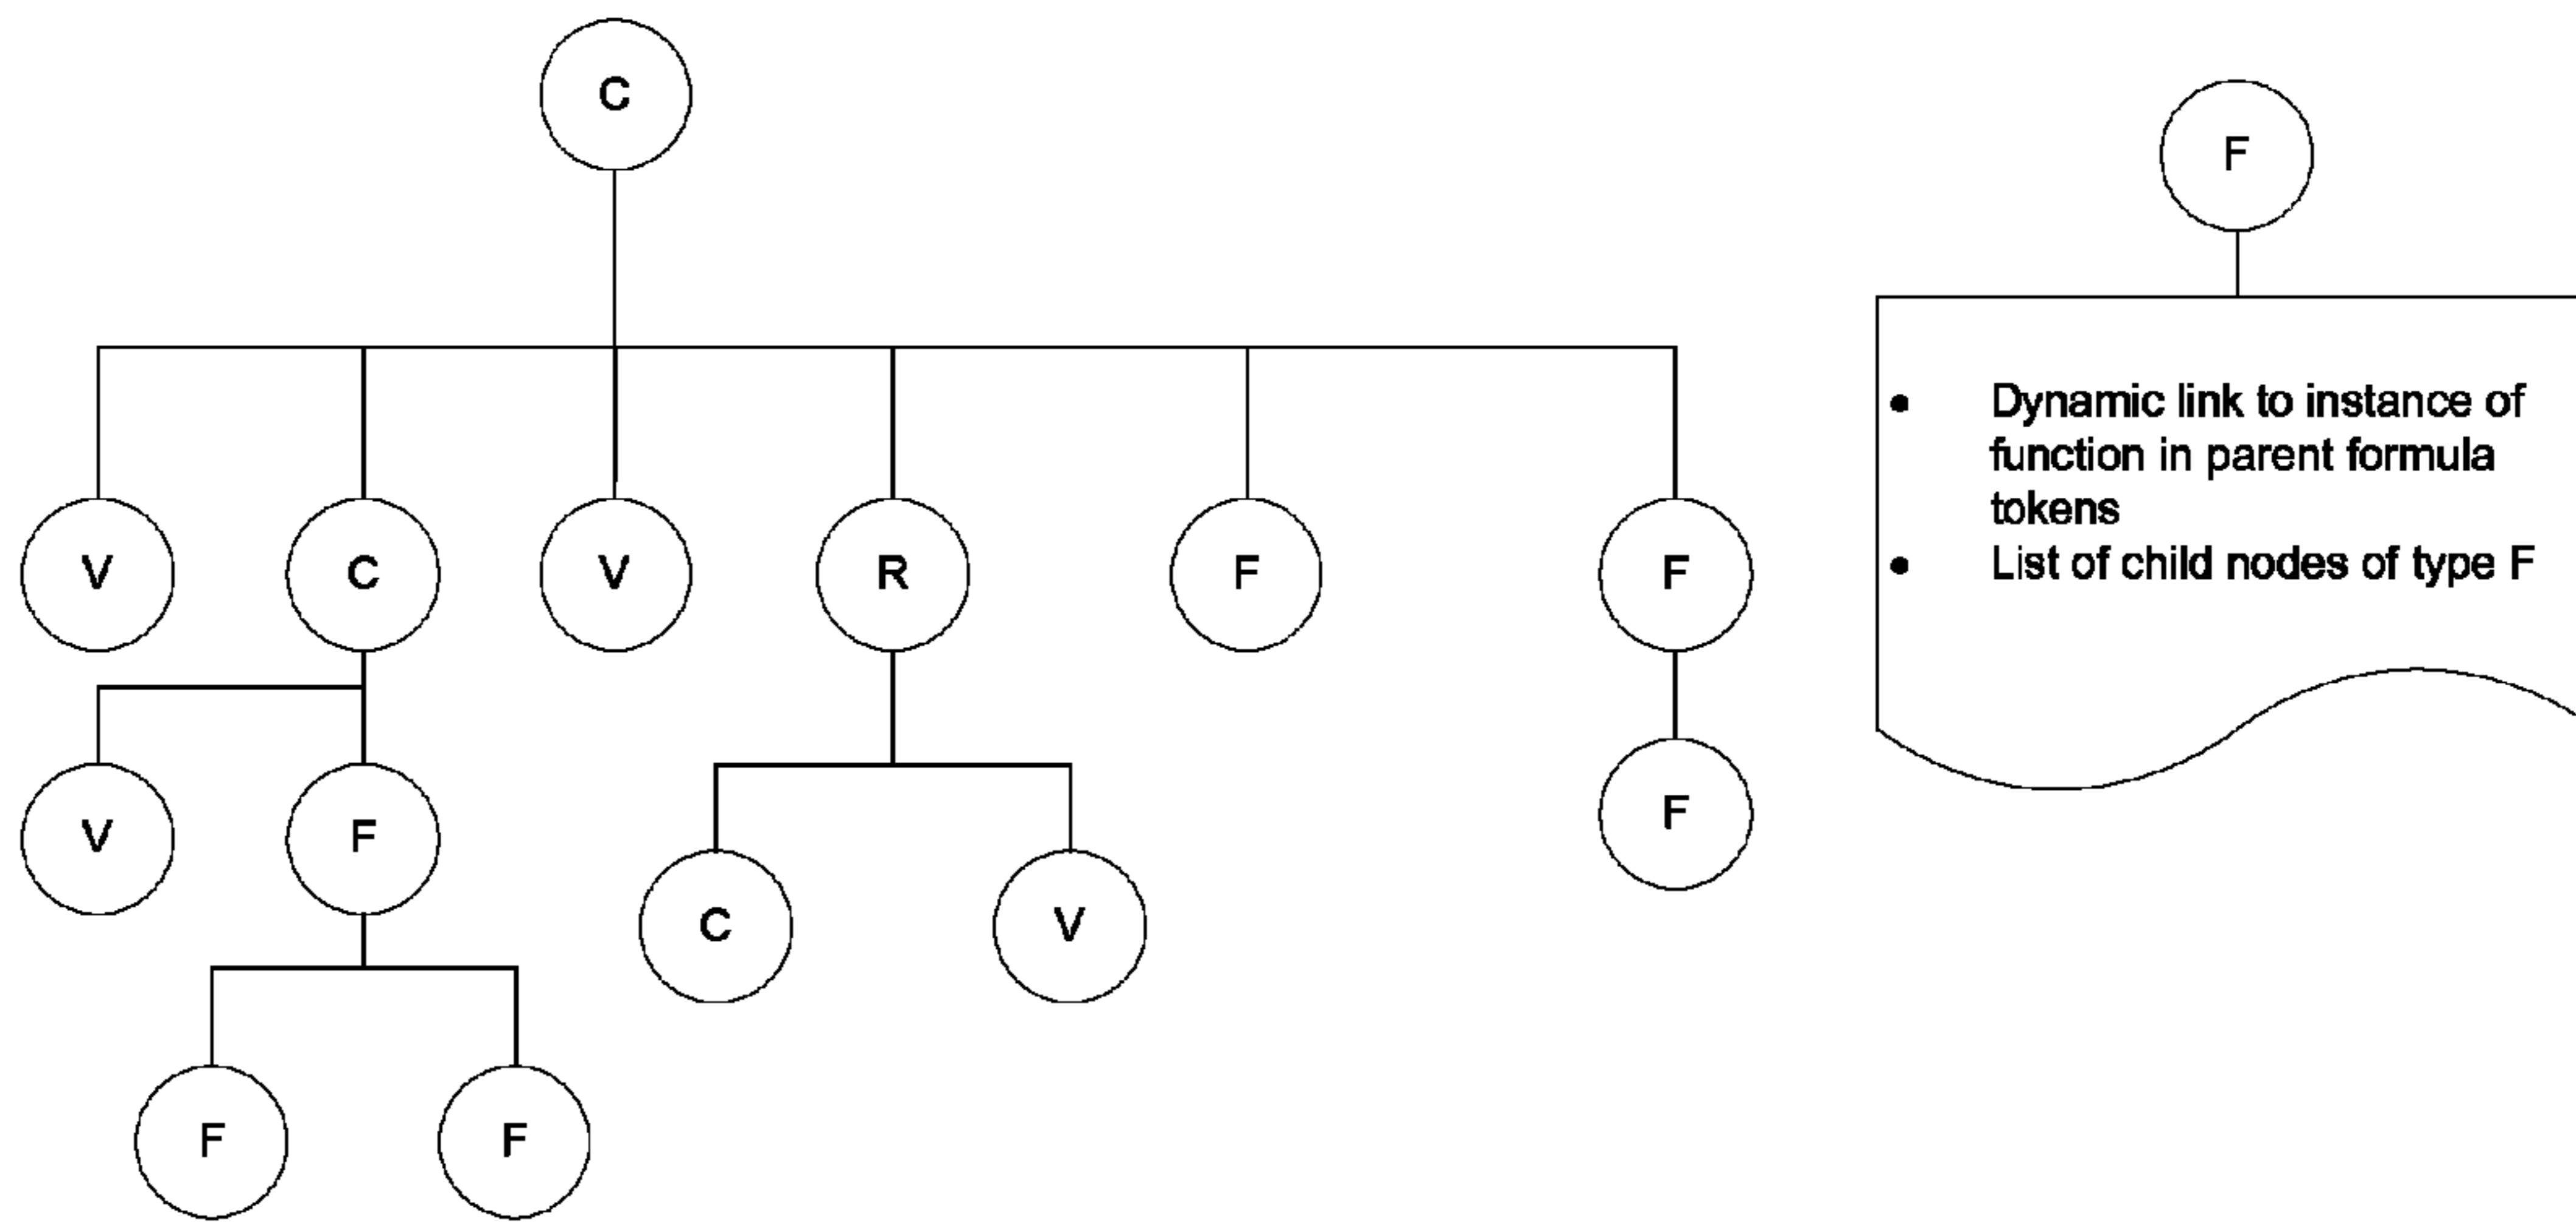 C
F
V
C
V
R
F
F
V
F
C
V
F
F
F
• Dynamic link to instance of
function in parent formula
tokens
• List of child nodes of type F